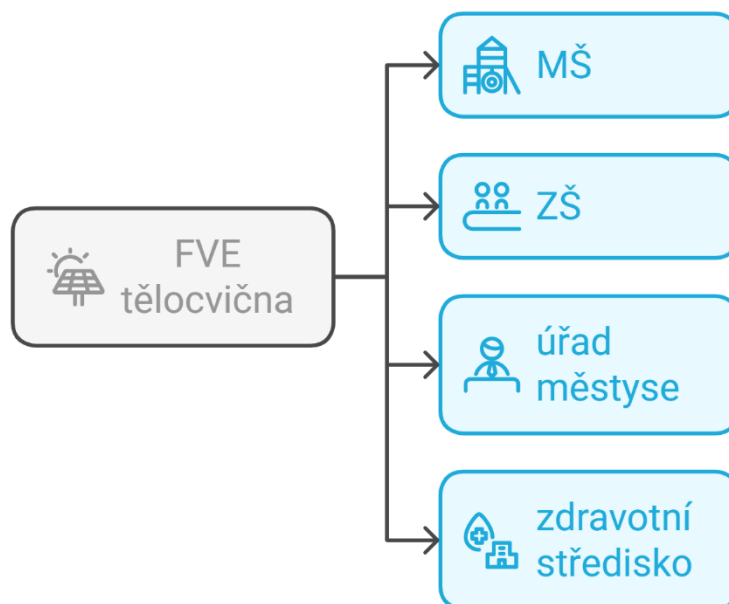 MŠ
ZŠ
FVE
tělocvična
úřad
městyse
zdravotní
středisko